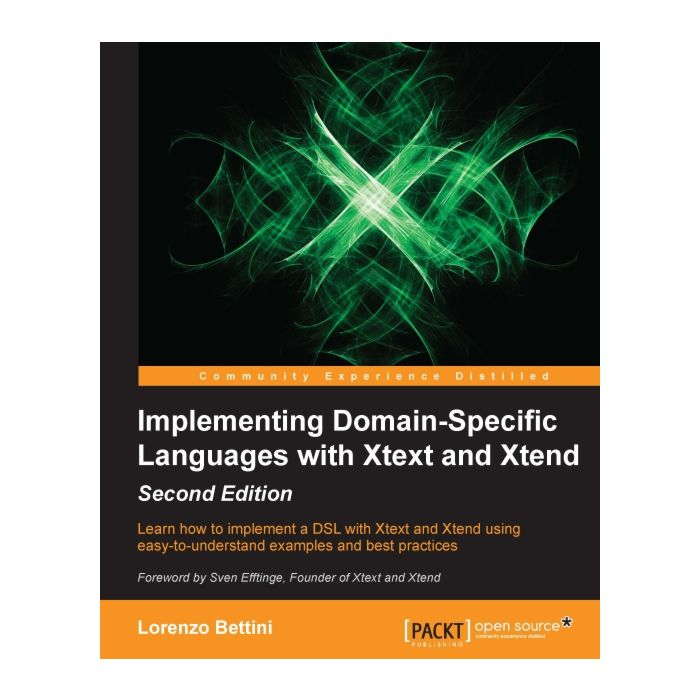 Community Experience Distilled
Implementing Domain-Specific
Languages with Xtext and Xtend
Second Edition
Learn how to implement a DSL with Xtext and Xtend using
easy-to-understand examples and best practices
Foreword by Sven Efftinge, Founder of Xtext and Xtend
Lorenzo Bettini
[PACKT] open source*
PUBLISHING community experience distilled